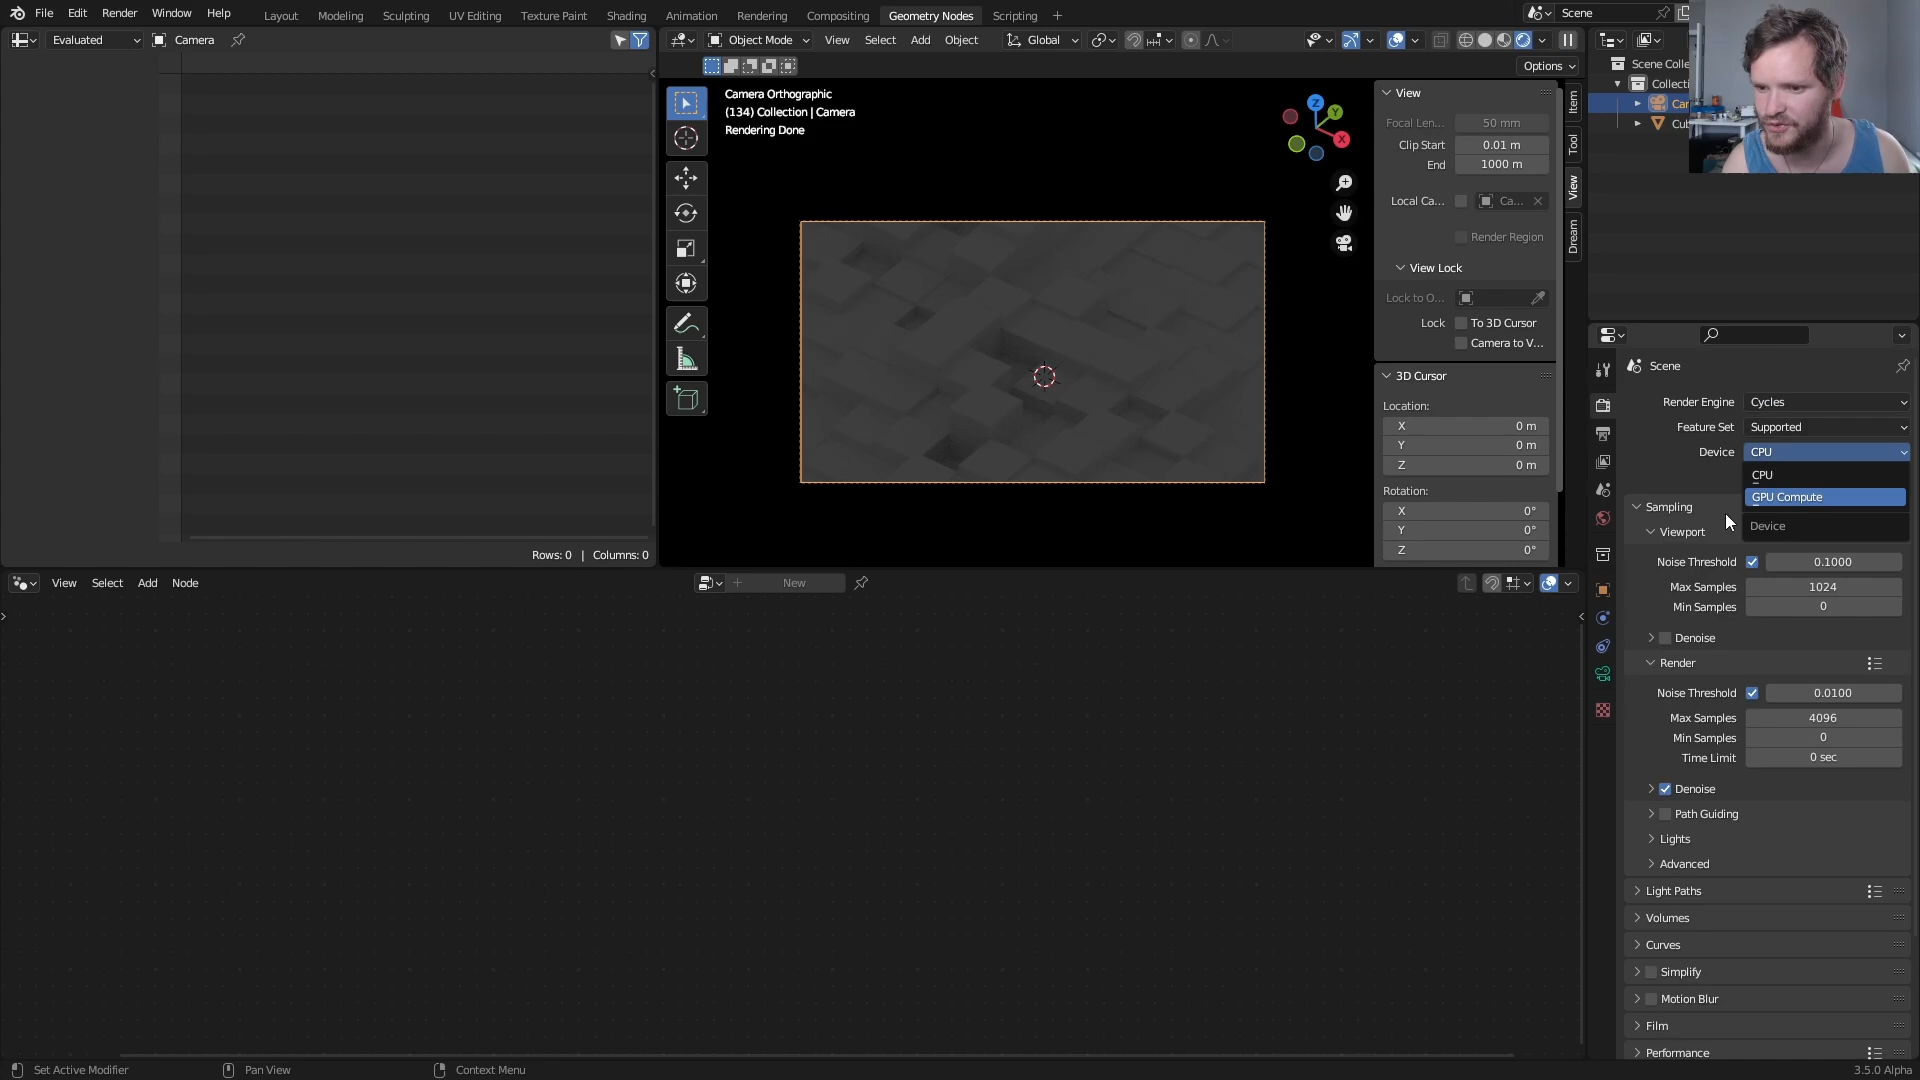 File Edit Render Window Help
Layout Modeling Sculpting UV Editing Texture Paint Shading Animation Rendering Compositing Geometry Nodes Scripting +
Scene
Evaluated Camera
Object Mode View Select Add Object Global
Options
Camera Orthographic
(134) Collection | Camera
Rendering Done
Z
Y
X
View
Focal Len... 50 mm
Clip Start 0.01 m
End 1000 m
Local Ca... Ca...
Render Region
View Lock
Lock to O...
Lock To 3D Cursor
Camera to V...
3D Cursor
Location:
X 0 m
Y 0 m
Z 0 m
Rotation:
X 0°
Y 0°
Z 0°
Item
Tool
View
Dream
Scene Colle
Collecti
Cam
Cub
Rows: 0 | Columns: 0
View Select Add Node
New
Scene
Render Engine Cycles
Feature Set Supported
Device CPU
CPU
GPU Compute
Device
Sampling
Viewport
Noise Threshold 0.1000
Max Samples 1024
Min Samples 0
Denoise
Render
Noise Threshold 0.0100
Max Samples 4096
Min Samples 0
Time Limit 0 sec
Denoise
Path Guiding
Lights
Advanced
Light Paths
Volumes
Curves
Simplify
Motion Blur
Film
Performance
Set Active Modifier Pan View Context Menu
3.5.0 Alpha